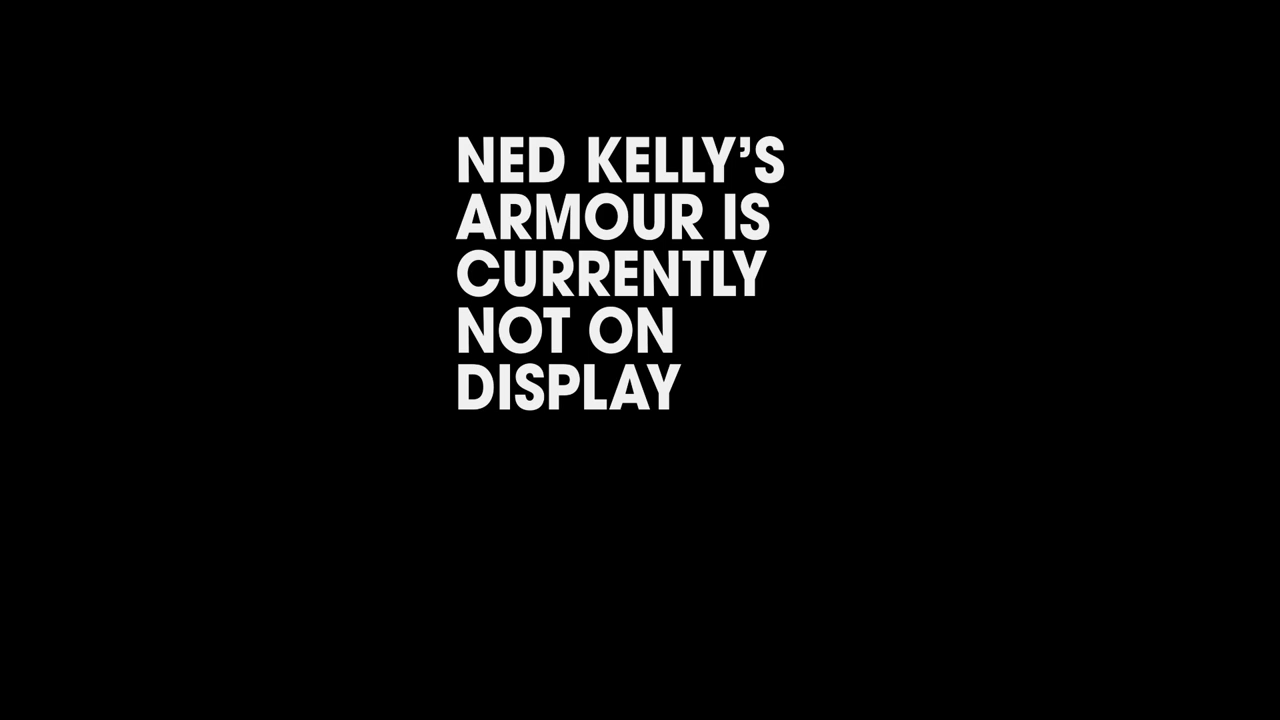 NED KELLY’S
ARMOUR IS
CURRENTLY
NOT ON
DISPLAY